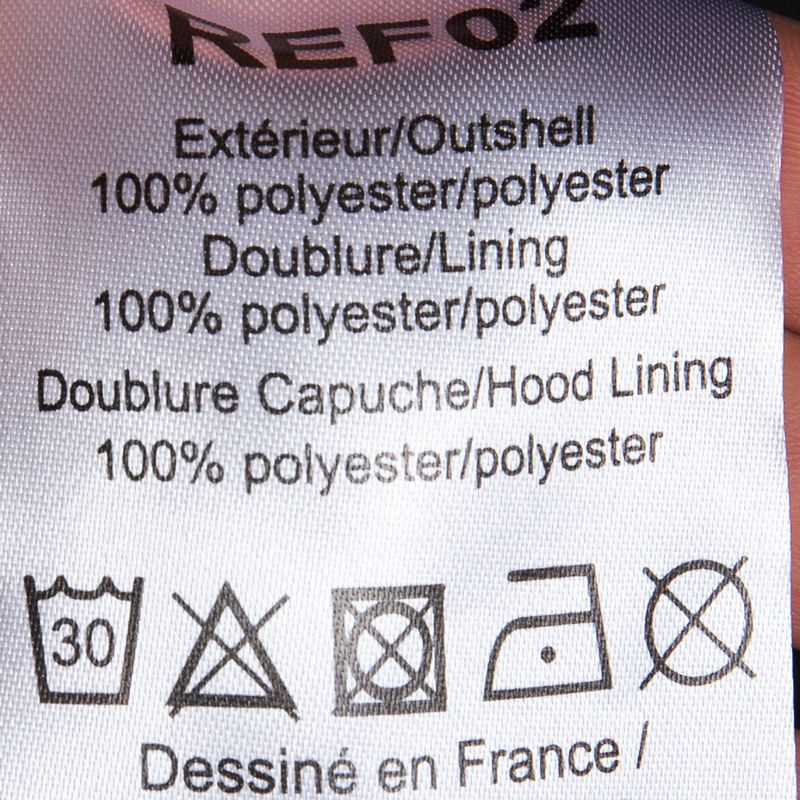 REF02
Extérieur/Outshell
100% polyester/polyester
Doublure/Lining
100% polyester/polyester
Doublure Capuche/Hood Lining
100% polyester/polyester
30
Dessiné en France /